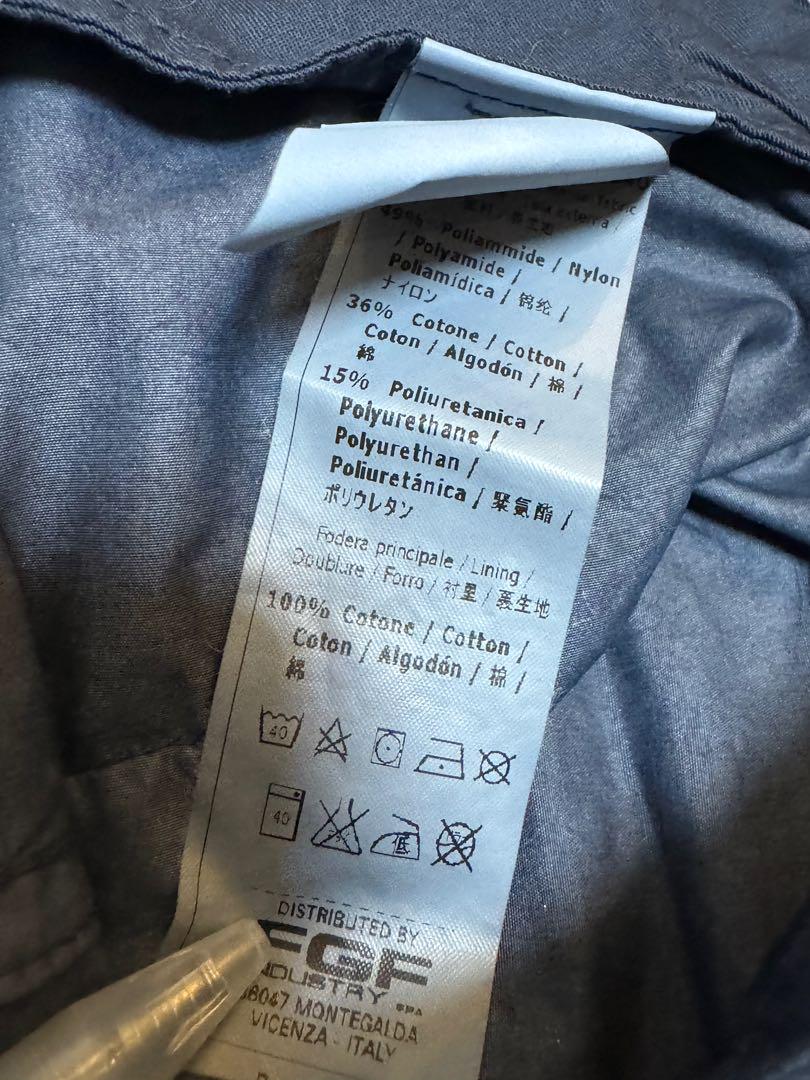 49% Poliammide / Nylon
/ Polyamide /
Poliamídica / 锦纶 /
ナイロン
36% Cotone / Cotton /
Coton / Algodón / 棉 /
綿
15% Poliuretanica /
Polyurethane /
Polyurethan /
Poliuretánica / 聚氨酯 /
ポリウレタン
Fodera principale / Lining /
Doublure / Forro / 衬里 / 裏生地
100% Cotone / Cotton /
Coton / Algodón / 棉 /
綿
40
40
低
DISTRIBUTED BY
FGF
INDUSTRY SPA
MONTEGALDA
VICENZA - ITALY